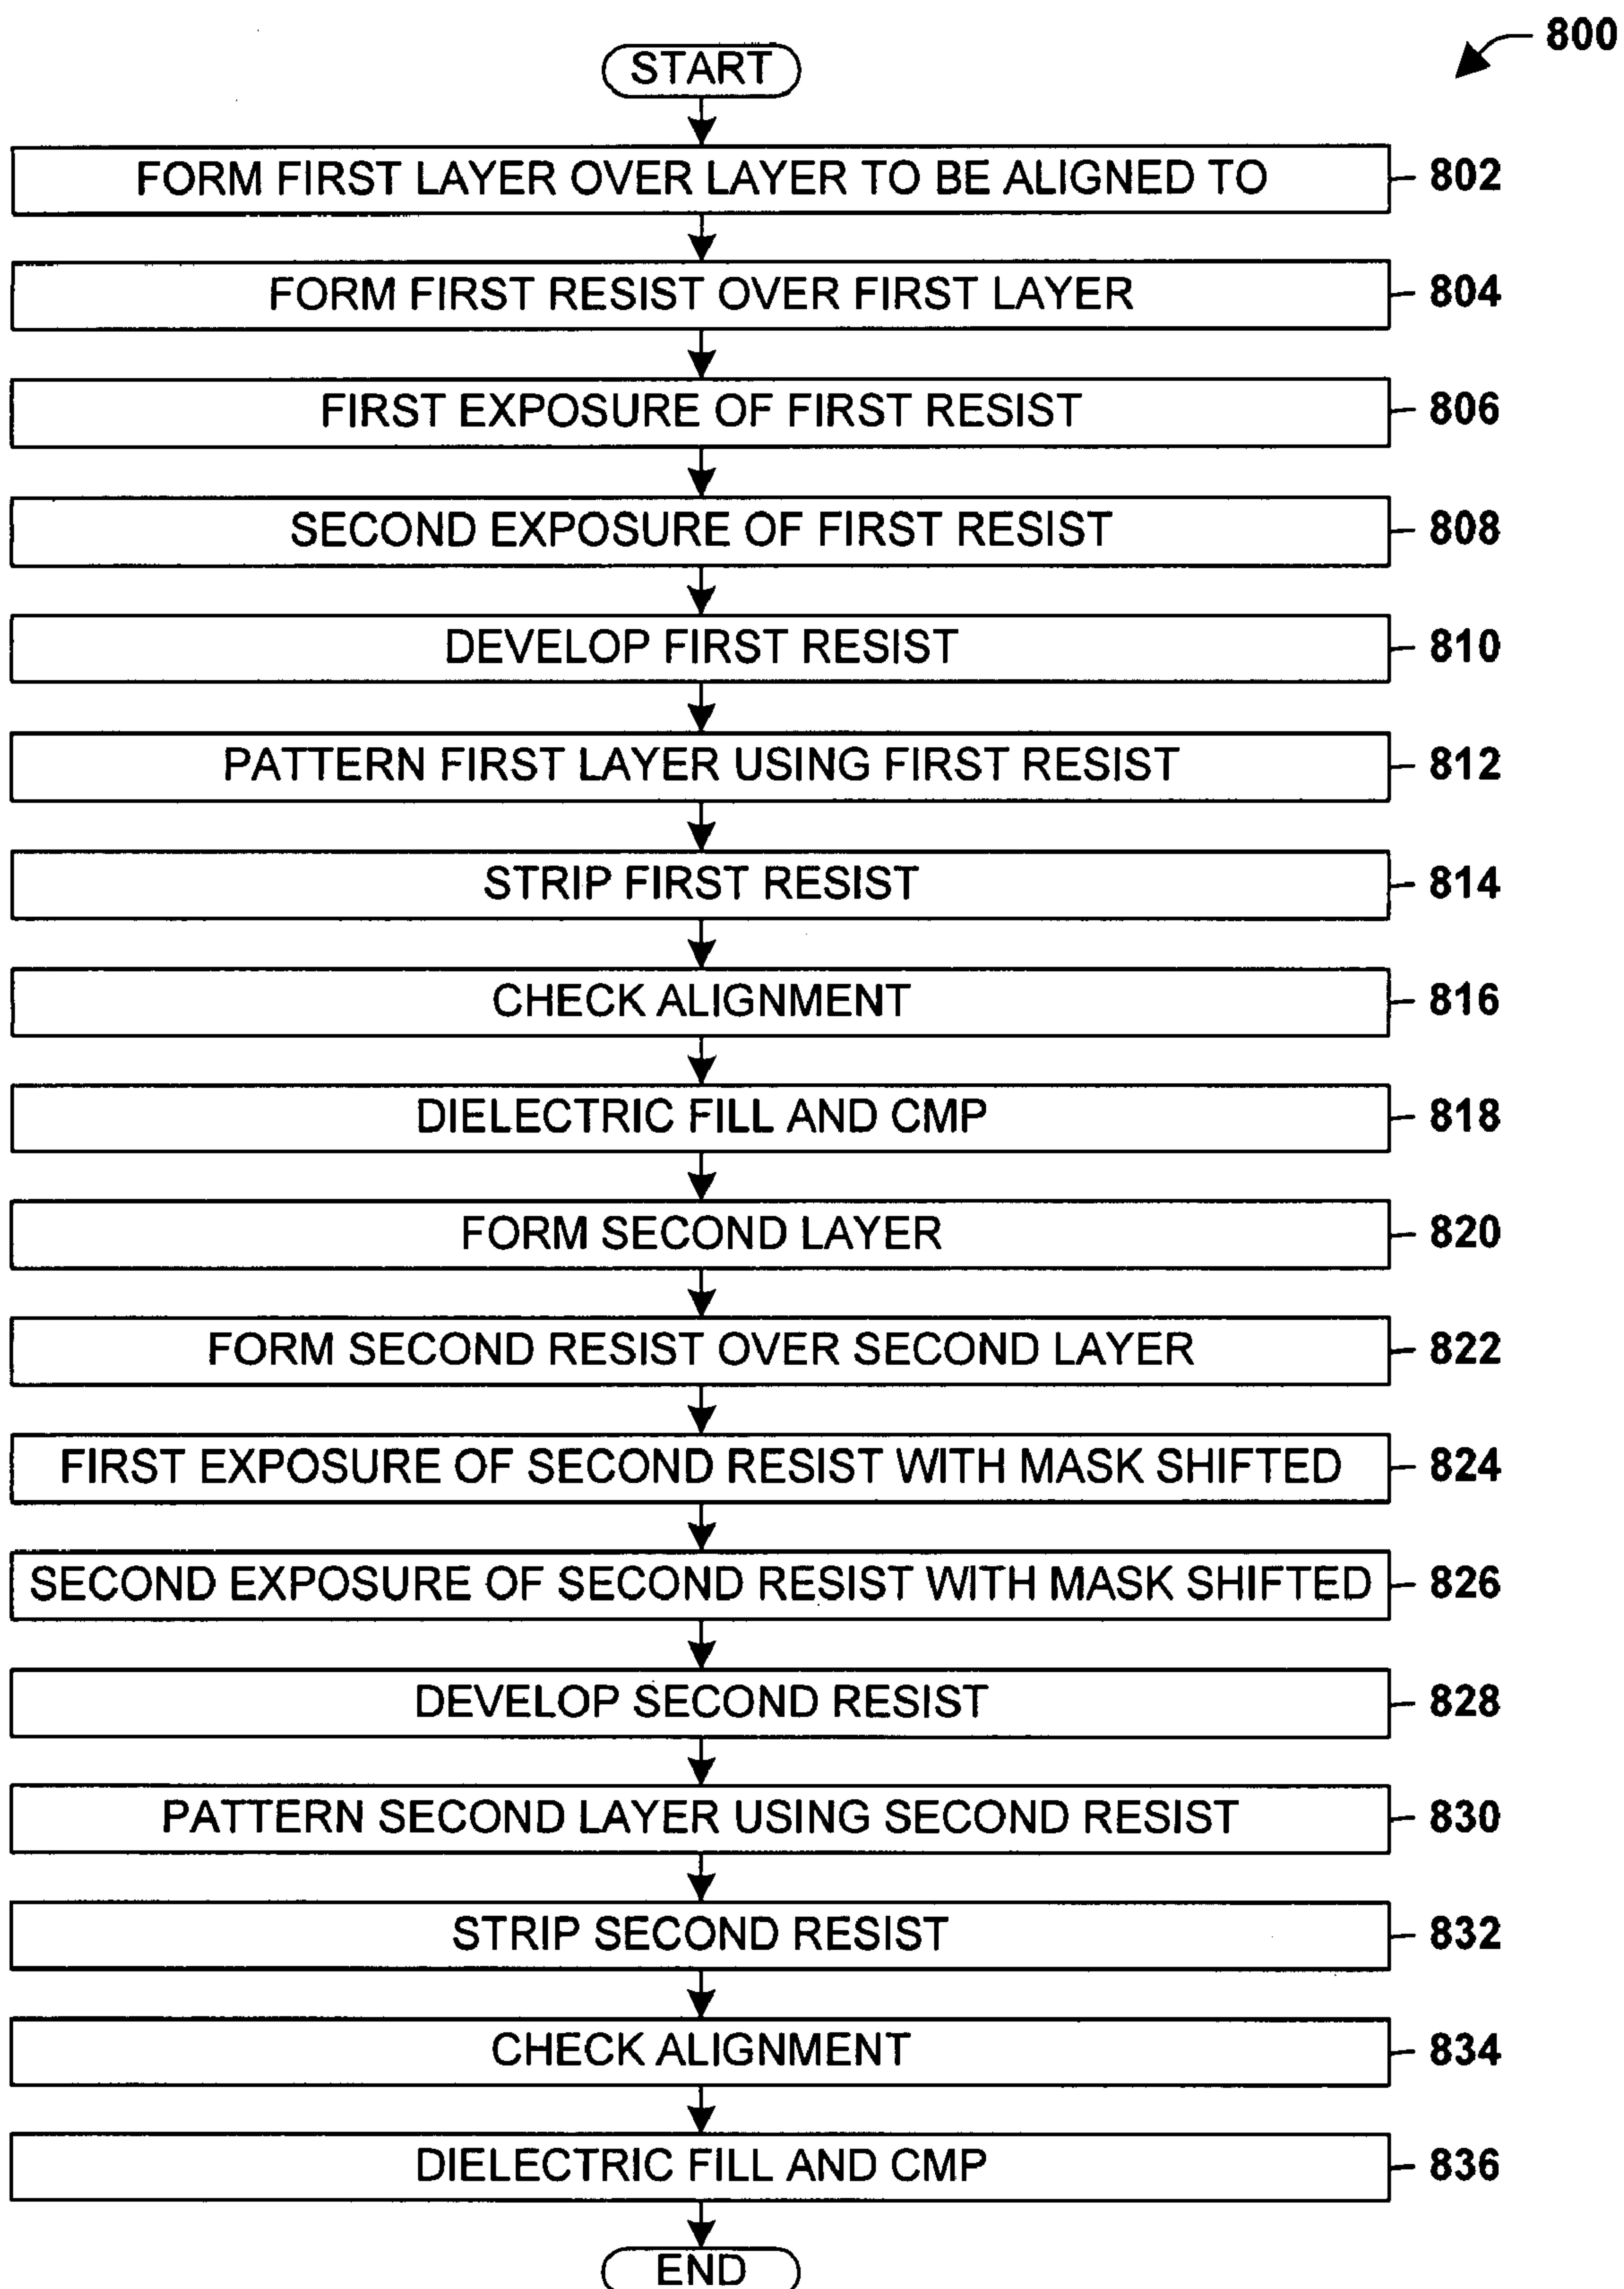 800
START
FORM FIRST LAYER OVER LAYER TO BE ALIGNED TO 802
FORM FIRST RESIST OVER FIRST LAYER 804
FIRST EXPOSURE OF FIRST RESIST 806
SECOND EXPOSURE OF FIRST RESIST 808
DEVELOP FIRST RESIST 810
PATTERN FIRST LAYER USING FIRST RESIST 812
STRIP FIRST RESIST 814
CHECK ALIGNMENT 816
DIELECTRIC FILL AND CMP 818
FORM SECOND LAYER 820
FORM SECOND RESIST OVER SECOND LAYER 822
FIRST EXPOSURE OF SECOND RESIST WITH MASK SHIFTED 824
SECOND EXPOSURE OF SECOND RESIST WITH MASK SHIFTED 826
DEVELOP SECOND RESIST 828
PATTERN SECOND LAYER USING SECOND RESIST 830
STRIP SECOND RESIST 832
CHECK ALIGNMENT 834
DIELECTRIC FILL AND CMP 836
END